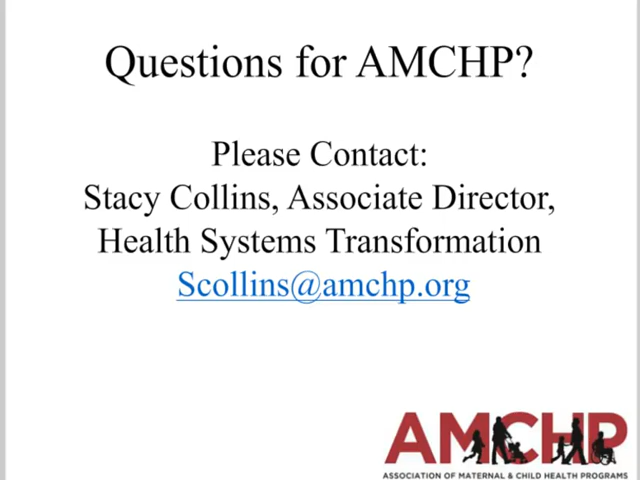 Questions for AMCHP?
Please Contact:
Stacy Collins, Associate Director,
Health Systems Transformation
Scollins@amchp.org
AMCHP
ASSOCIATION OF MATERNAL & CHILD HEALTH PROGRAMS